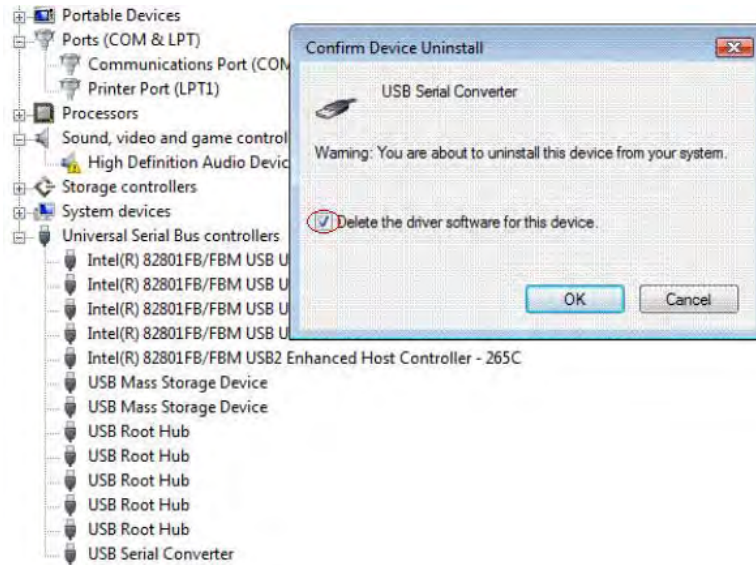 Portable Devices
Ports (COM & LPT)
Communications Port (COM
Printer Port (LPT1)
Processors
Sound, video and game control
High Definition Audio Devic
Storage controllers
System devices
Universal Serial Bus controllers
Intel(R) 82801FB/FBM USB U
Intel(R) 82801FB/FBM USB U
Intel(R) 82801FB/FBM USB U
Intel(R) 82801FB/FBM USB U
Intel(R) 82801FB/FBM USB2 Enhanced Host Controller - 265C
USB Mass Storage Device
USB Mass Storage Device
USB Root Hub
USB Root Hub
USB Root Hub
USB Root Hub
USB Root Hub
USB Serial Converter
Confirm Device Uninstall
USB Serial Converter
Warning: You are about to uninstall this device from your system.
Delete the driver software for this device.
OK Cancel